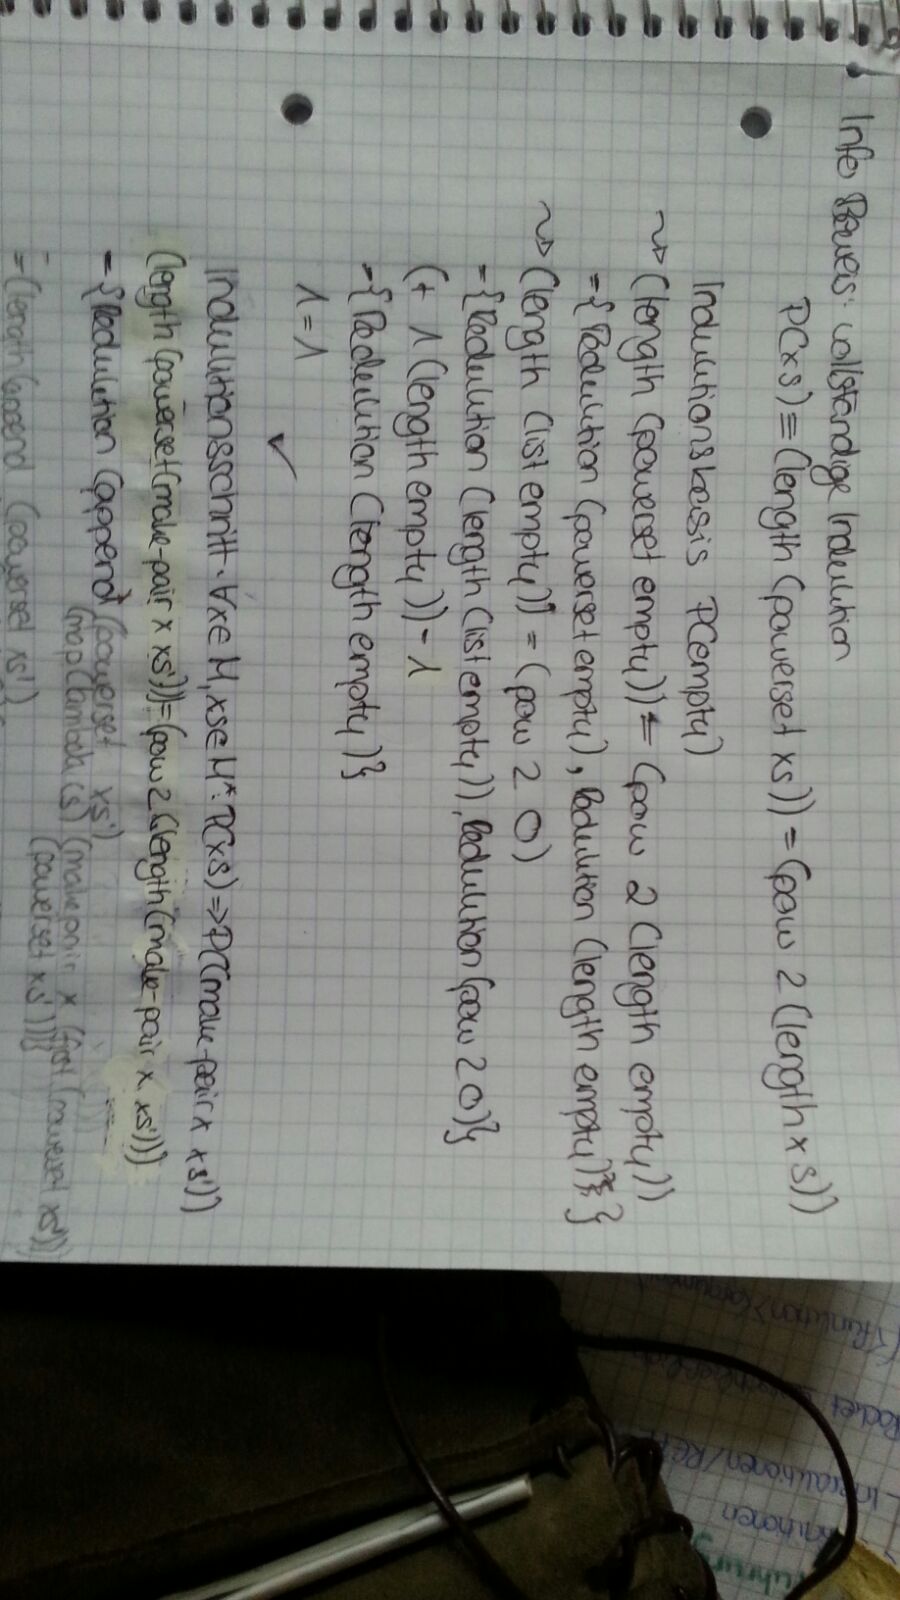 Info Beweis: vollständige Induktion
P(xs) ≡ (length (powerset xs)) = (pow 2 (length xs))
Induktionsbasis P(empty)
⤳ (length (powerset empty)) = (pow 2 (length empty))
= {Reduktion (powerset empty), Reduktion (length empty)}
⤳ (length (list empty)) = (pow 2 0)
= {Reduktion (length (list empty)), Reduktion (pow 2 0)}
(+ 1 (length empty)) = 1
= {Reduktion (length empty)}
1 = 1
✓
Induktionsschritt. ∀x∈M, xs∈M*: P(xs) ⇒ P(make-pair x xs'))
(length (powerset (make-pair x xs'))) = (pow 2 (length (make-pair x xs')))
= {Reduktion (append (powerset xs')
(map (lambda (s) (make-pair x (first (powerset xs')))
(powerset xs'))}
= (length (append (powerset xs')
<Funktion> (argument)
Racket
Interaktionen/